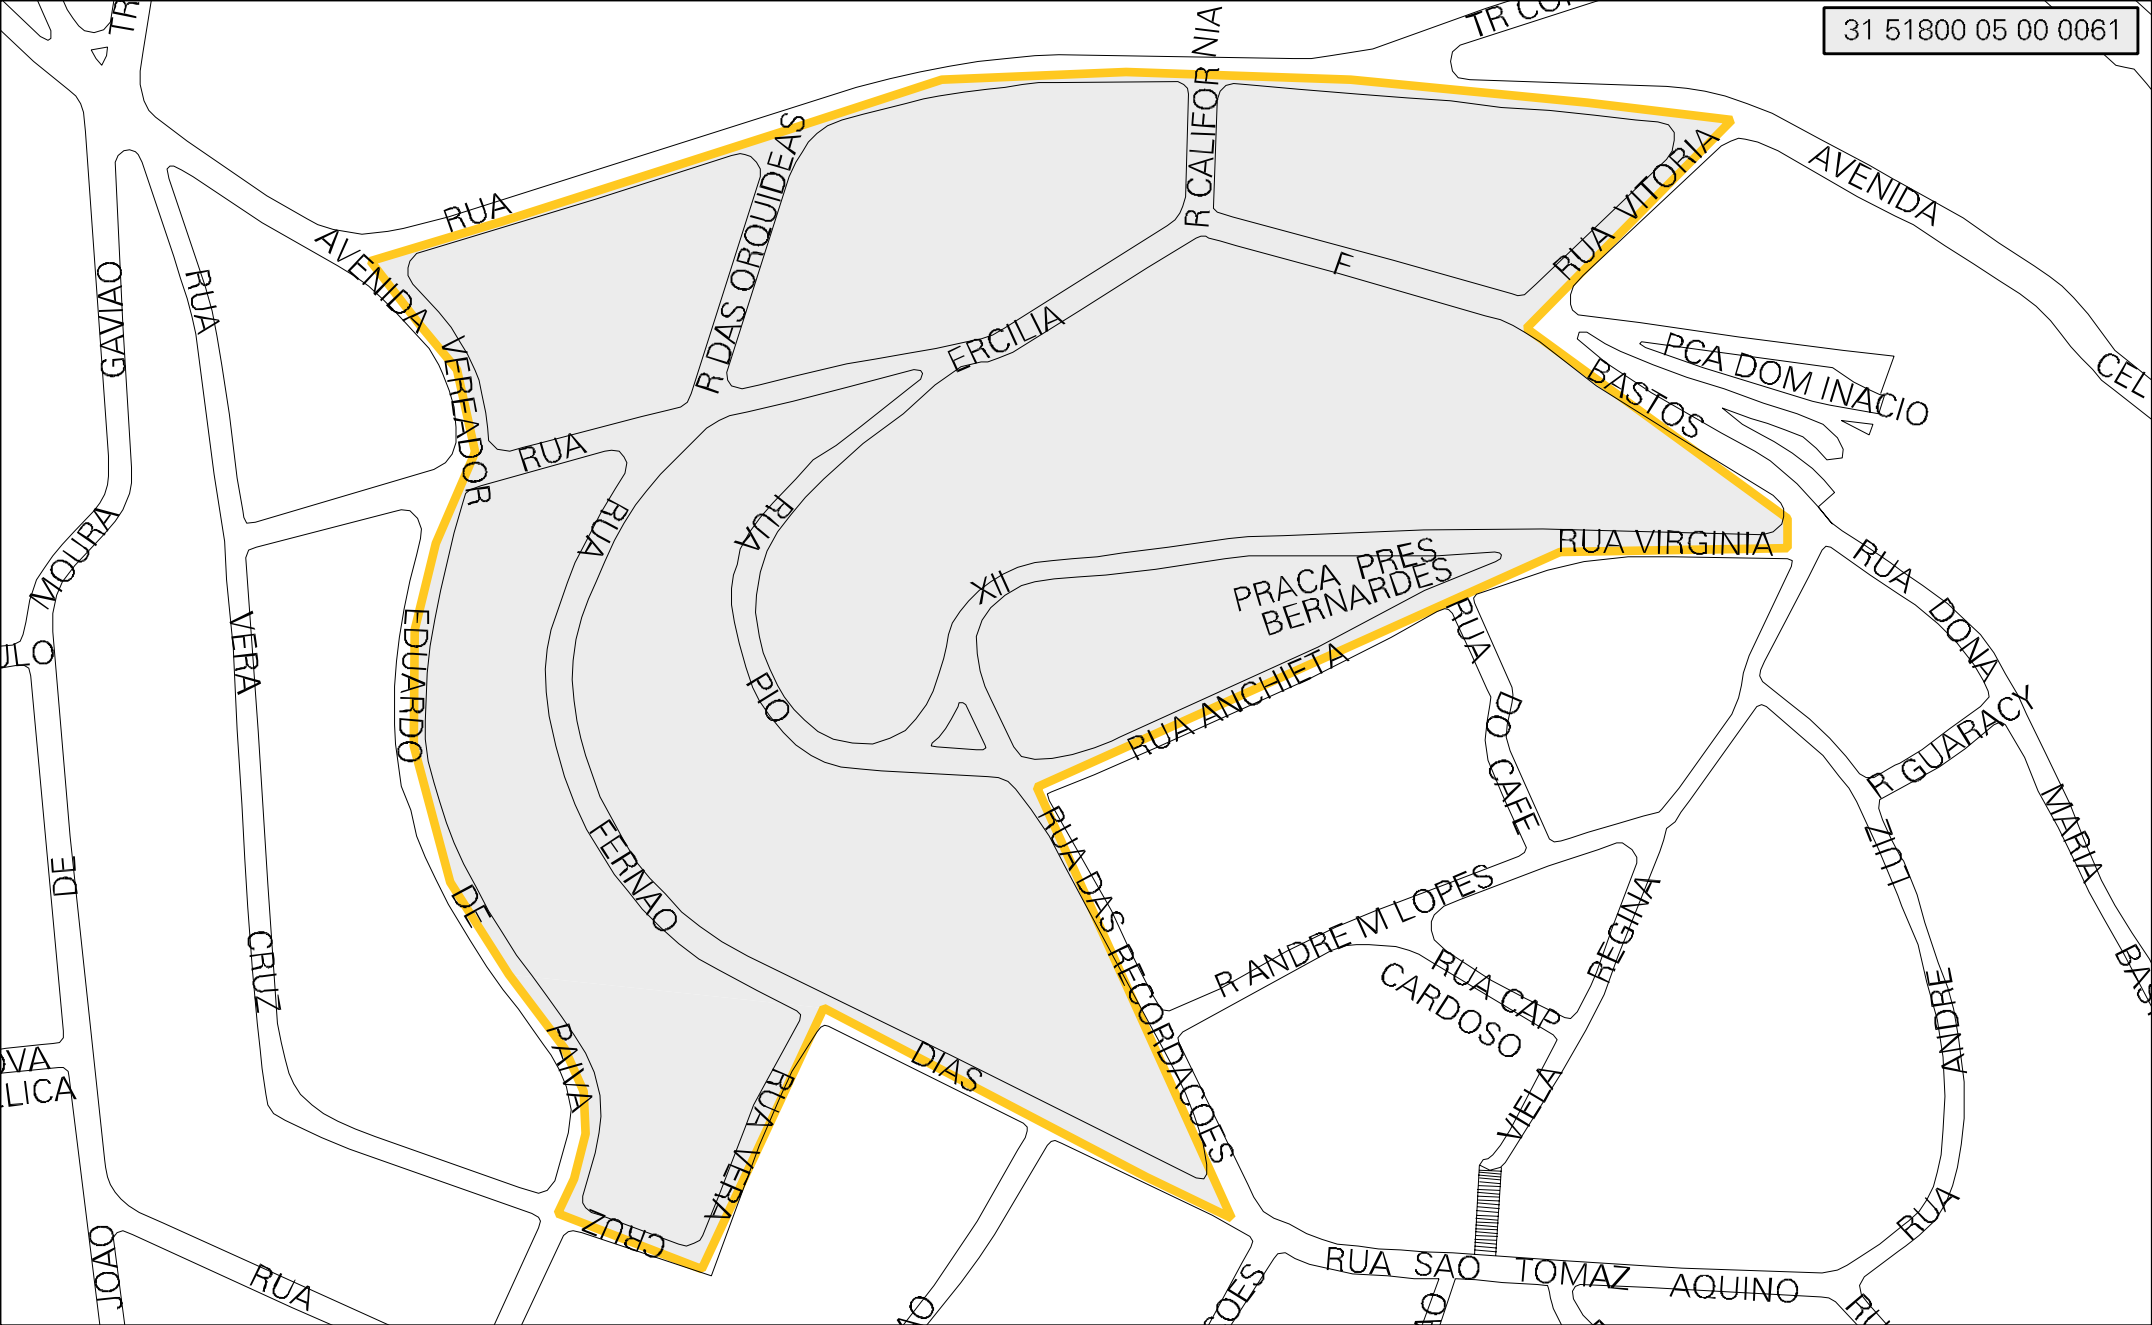 TR
R CALIFORNIA
31 51800 05 00 0061
RUA
R DAS ORQUIDEAS
RUA VITORIA
AVENIDA
AVENIDA
GAVIAO
RUA
F
ERCILIA
VEREADOR
PCA DOM INACIO
BASTOS
CEL
RUA
RUA
RUA
MOURA
XII
PRACA PRES
BERNARDES
RUA VIRGINIA
RUA DONA
EDUARDO
VERA
RUA
RUA ANCHIETA
PIO
DO CAFE
R GUARACY
RUA DAS RECORDACOES
MARIA
LUIZ
DE
FERNAO
DE
R ANDRE M LOPES
REGINA
RUA CAP
CARDOSO
CRUZ
ANDRE
PAIVA
DIAS
RUA VERA
VIELA
LICA
CRUZ
RUA
JOAO
RUA
RUA SAO TOMAZ AQUINO